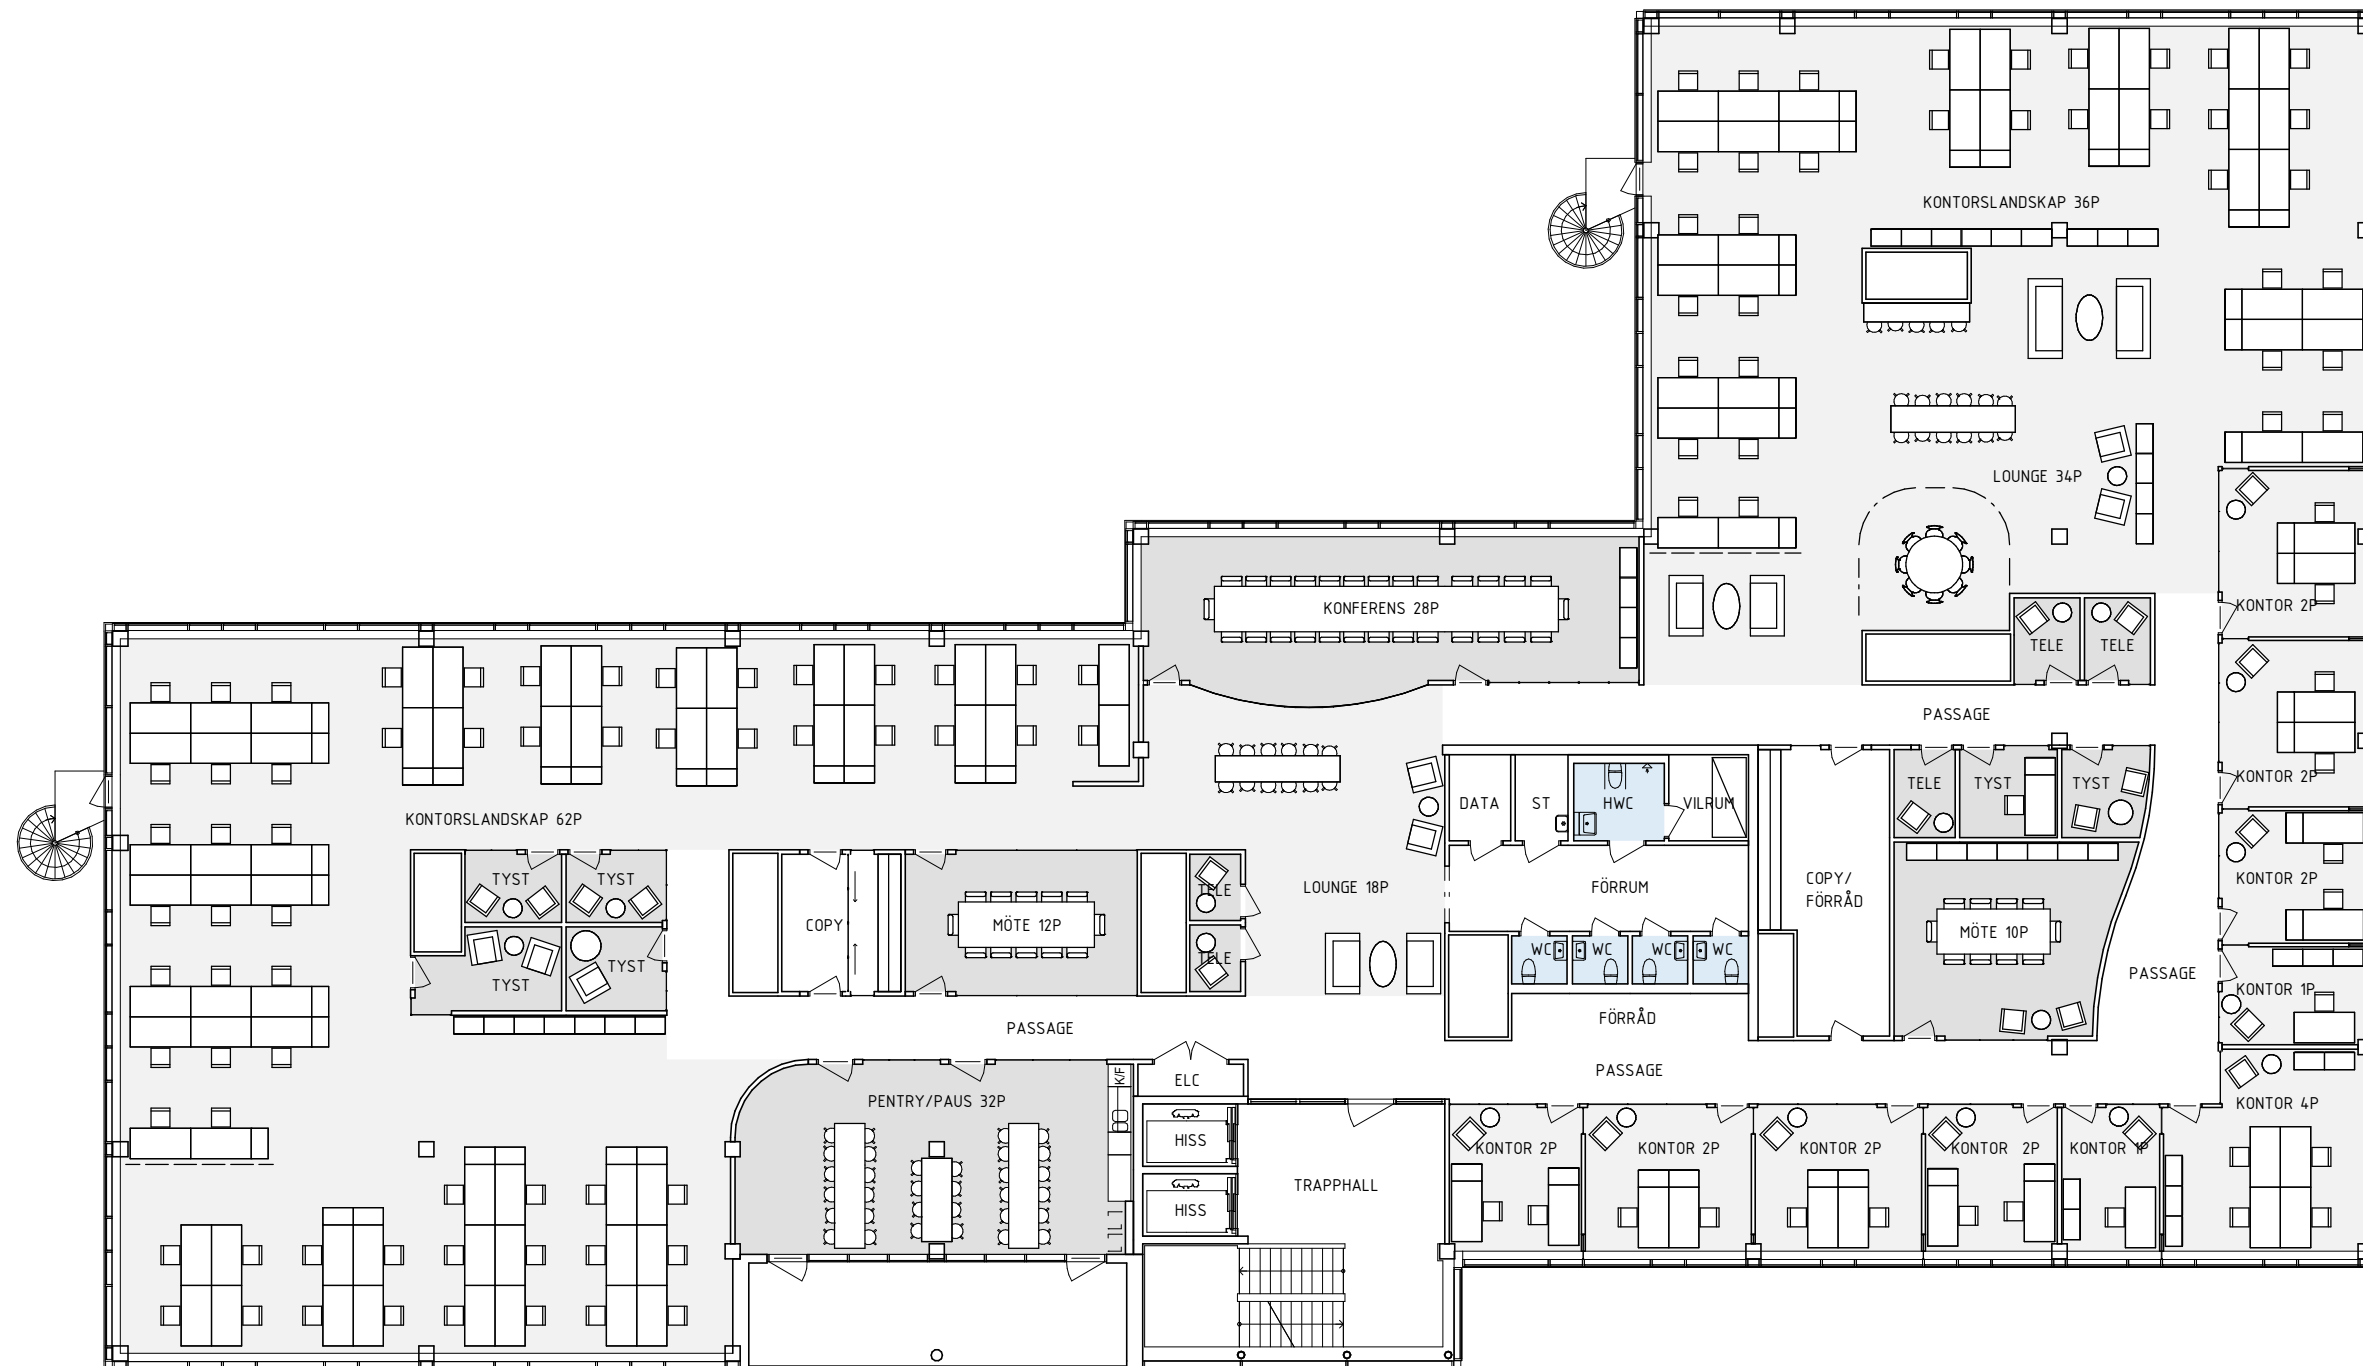 KONTORSLANDSKAP 36P
LOUNGE 34P
KONFERENS 28P
KONTOR 2P
TELE
TELE
PASSAGE
KONTOR 2P
DATA
ST
HWC
VILRUM
TELE
TYST
TYST
KONTORSLANDSKAP 62P
TYST
TYST
TELE
LOUNGE 18P
FÖRRUM
COPY/
FÖRRÅD
KONTOR 2P
COPY
MÖTE 12P
MÖTE 10P
WC
WC
WC
WC
TYST
TYST
TELE
PASSAGE
KONTOR 1P
PASSAGE
FÖRRÅD
PASSAGE
ELC
K/F
PENTRY/PAUS 32P
KONTOR 4P
HISS
KONTOR 2P
KONTOR 2P
KONTOR 2P
KONTOR 2P
KONTOR 1P
TRAPPHALL
HISS